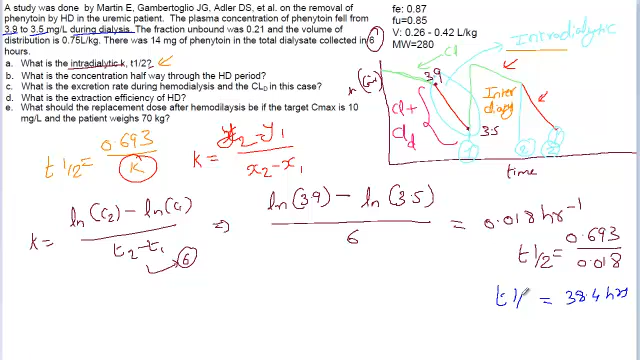 A study was done by Martin E, Gambertoglio JG, Adler DS, et al., on the removal of
phenytoin by HD in the uremic patient. The plasma concentration of phenytoin fell from
3.9 to 3.5 mg/L during dialysis. The fraction unbound was 0.21 and the volume of
distribution is 0.75L/kg. There was 14 mg of phenytoin in the total dialysate collected in 6
hours.
a. What is the intradialytic k, t1/2?
b. What is the concentration half way through the HD period?
c. What is the excretion rate during hemodialysis and the CLD in this case?
d. What is the extraction efficiency of HD?
e. What should the replacement dose after hemodilaysis be if the target Cmax is 10
mg/L and the patient weighs 70 kg?
fe: 0.87
fu=0.85
V: 0.26 - 0.42 L/kg
MW=280
Intradialytic
Cl
3.9
Cl +
Cld
Inter
dialy
3.5
time
t 1/2 = 0.693
K
k = y2 - y1
x2 - x1
k = ln(C2) - ln(C1)
t2 - t1
6
⇒ ln(3.9) - ln(3.5)
6
= 0.018 hr-1
t 1/2 = 0.693
0.018
t 1/ = 38.4 hrs